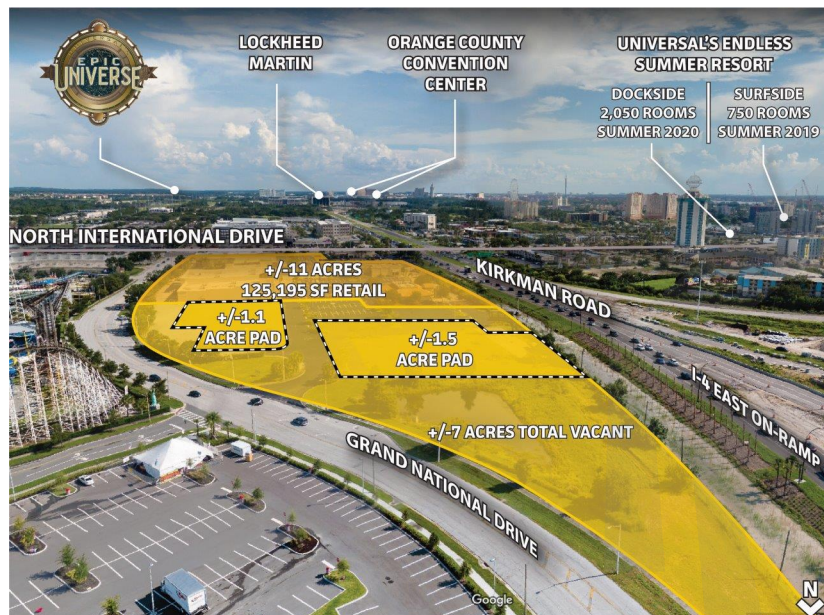 EPIC
UNIVERSE
LOCKHEED
MARTIN
ORANGE COUNTY
CONVENTION
CENTER
UNIVERSAL'S ENDLESS
SUMMER RESORT
DOCKSIDE
2,050 ROOMS
SUMMER 2020
SURFSIDE
750 ROOMS
SUMMER 2019
NORTH INTERNATIONAL DRIVE
+/-11 ACRES
125,195 SF RETAIL
KIRKMAN ROAD
+/-1.1
ACRE PAD
+/-1.5
ACRE PAD
I-4 EAST ON-RAMP
+/-7 ACRES TOTAL VACANT
GRAND NATIONAL DRIVE
Google
N